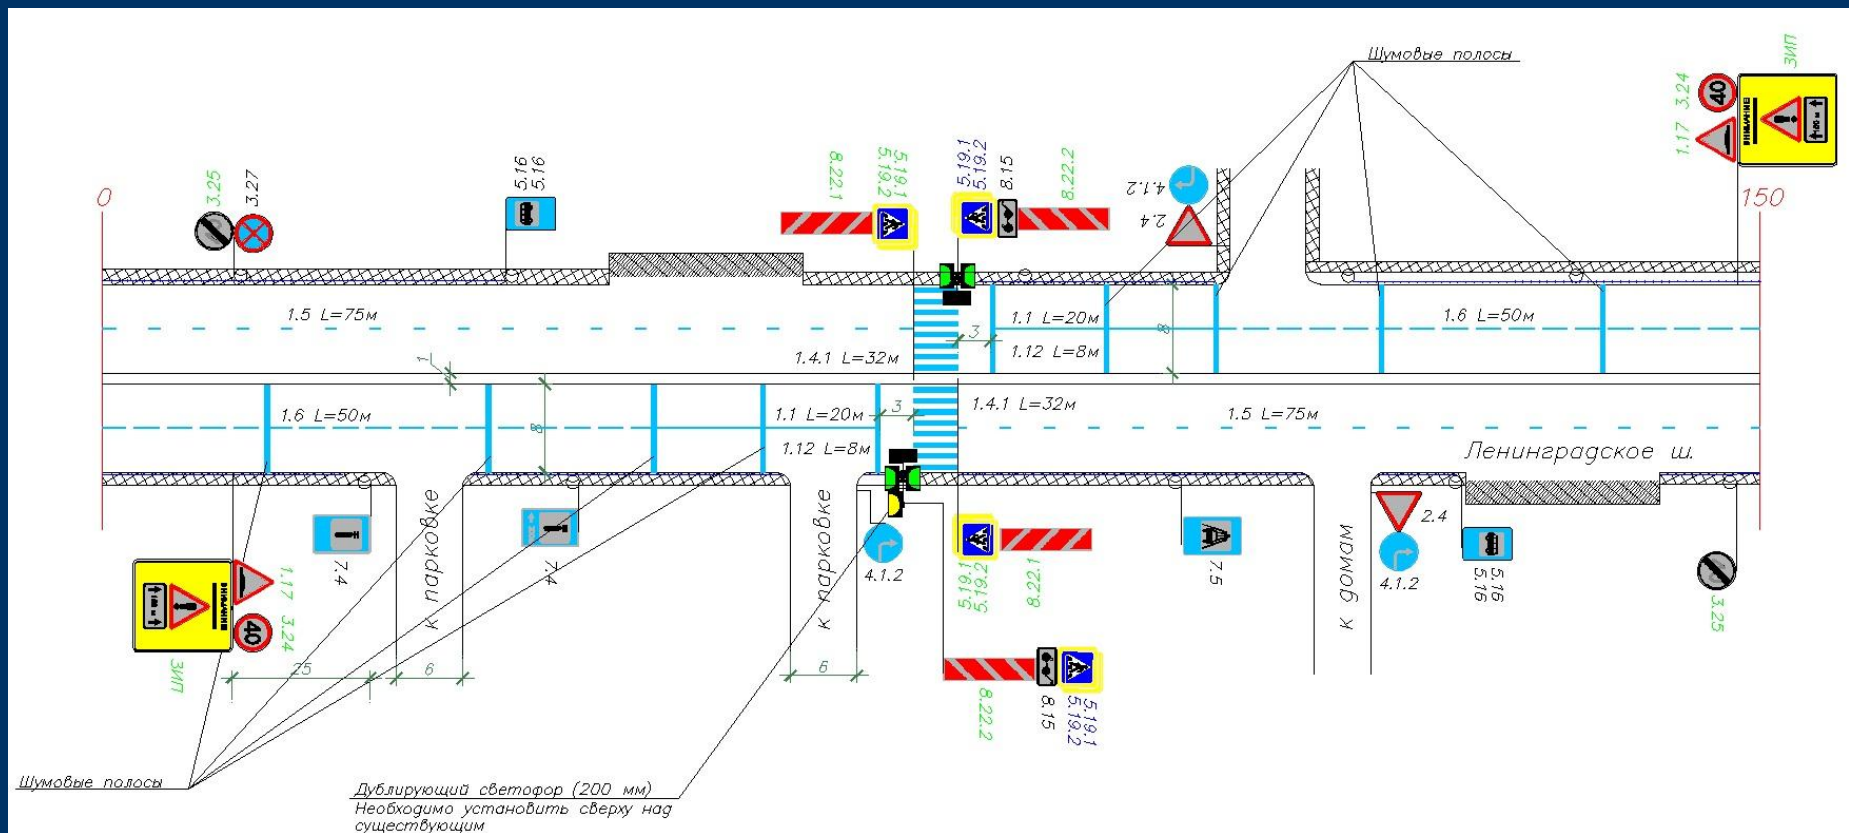 Шумовые полосы
ЗИП
3.24
1.17
40
ВНИМАНИЕ!
0
150
3.25
3.27
5.16
5.16
8.22.1
5.19.1
5.19.2
5.19.1
5.19.2
8.15
8.22.2
4.1.2
2.4
1.5 L=75м
1.1 L=20м
1.6 L=50м
3
8
1.4.1 L=32м
1.12 L=8м
1
1.6 L=50м
8
1.1 L=20м
3
1.4.1 L=32м
1.5 L=75м
1.12 L=8м
Ленинградское ш.
к парковке
к парковке
к домам
7.4
7.4
4.1.2
5.19.1
5.19.2
8.22.1
7.5
2.4
4.1.2
5.16
5.16
3.25
1.17
3.24
40
ВНИМАНИЕ!
ЗИП
25
6
6
8.22.2
8.15
5.19.1
5.19.2
Шумовые полосы
Дублирующий светофор (200 мм)
Необходимо установить сверху над
существующим